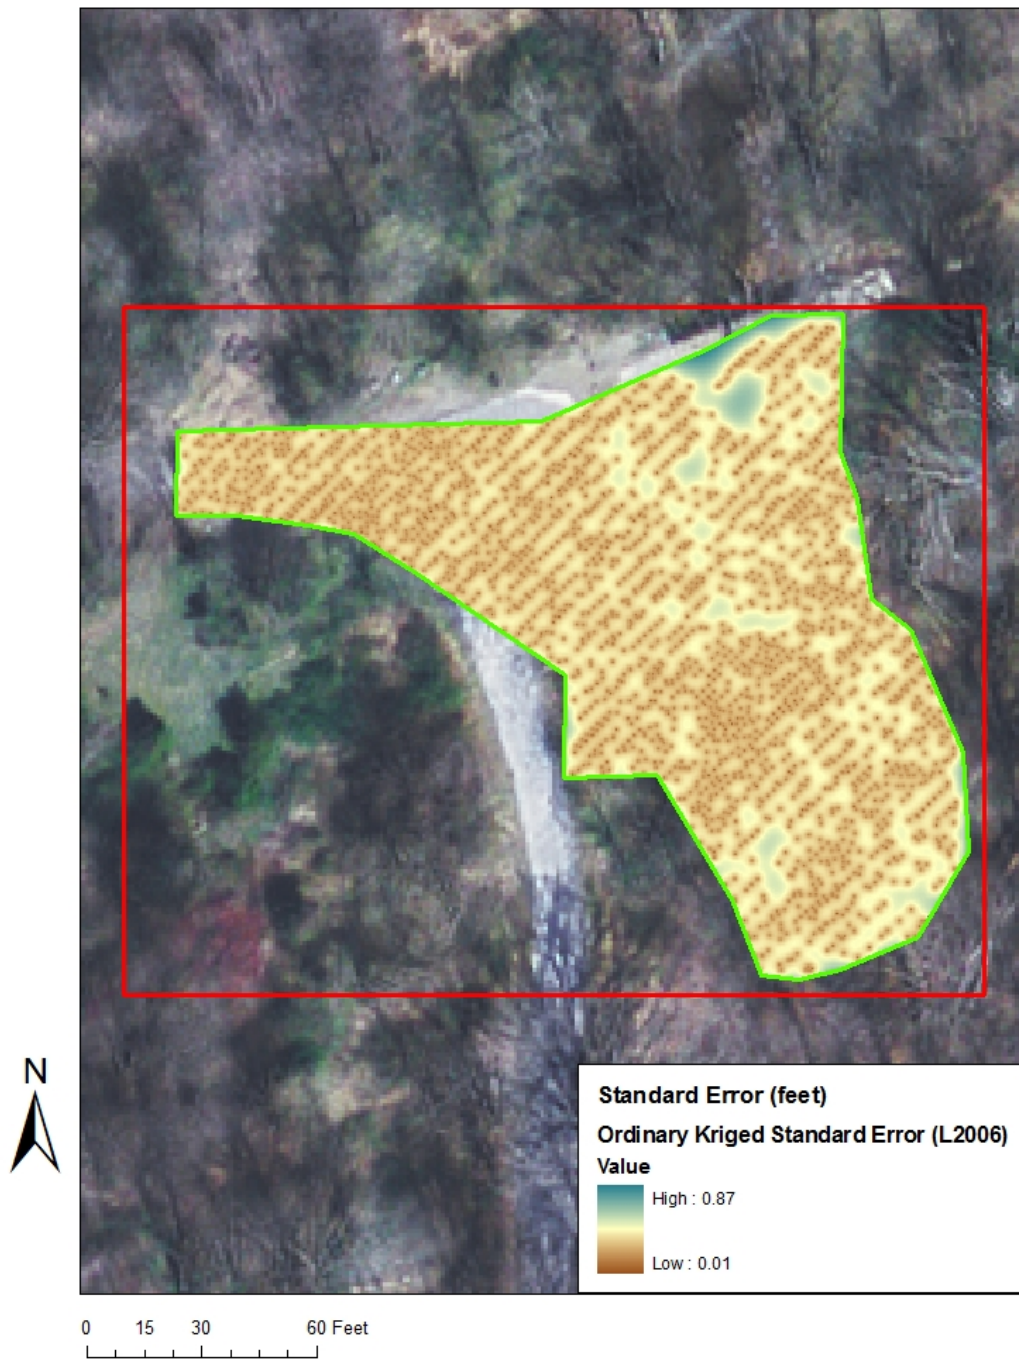 N
Standard Error (feet)
Ordinary Kriged Standard Error (L2006)
Value
High : 0.87
Low : 0.01
0 15 30 60 Feet